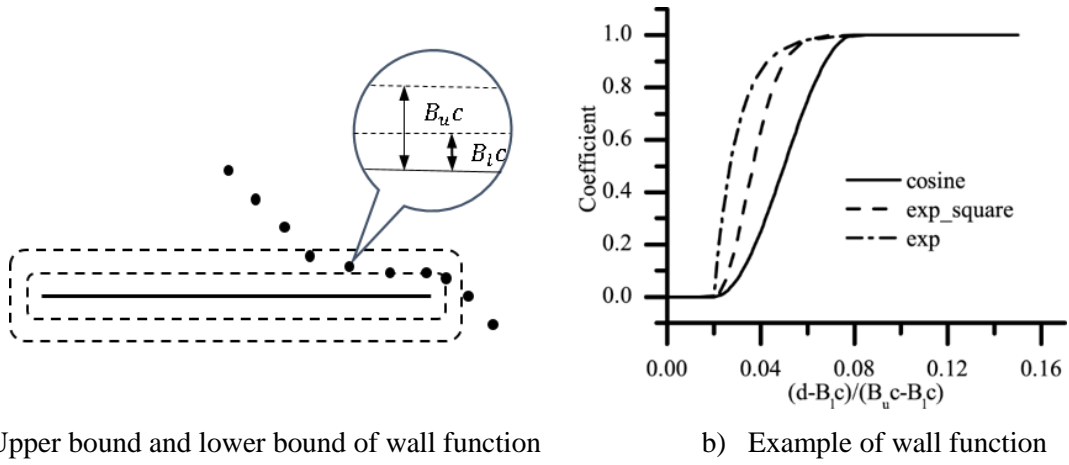 B_u c
B_l c
1.0
0.8
0.6
0.4
0.2
0.0
Coefficient
cosine
exp_square
exp
0.00 0.04 0.08 0.12 0.16
(d-B_l c)/(B_u c-B_l c)
Upper bound and lower bound of wall function
b) Example of wall function